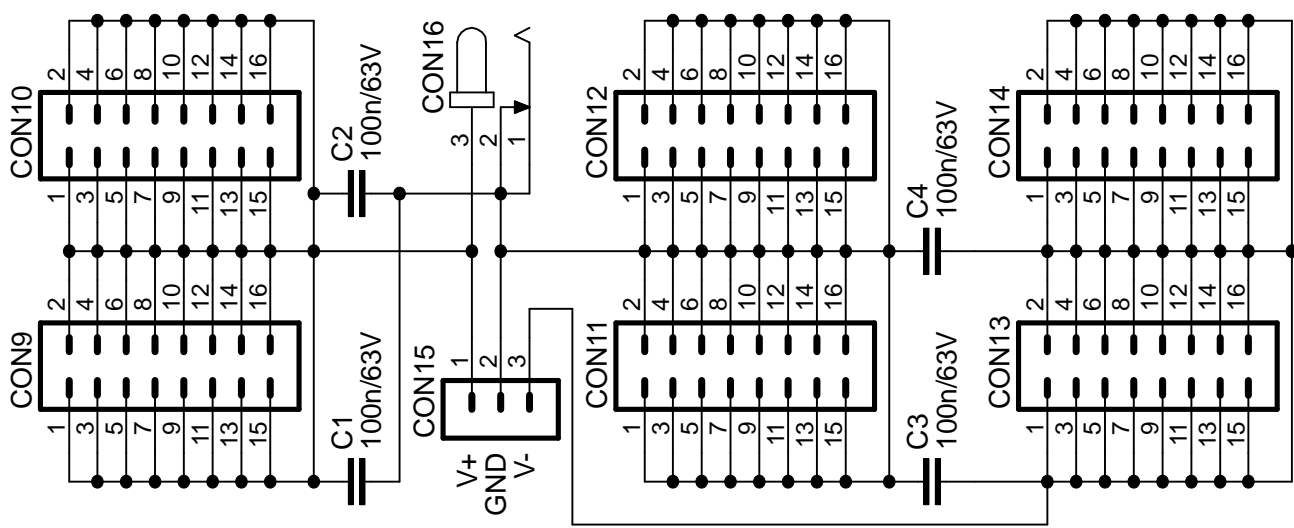 2 4 6 8 10 12 14 16
CON10
1 3 5 7 9 11 13 15
C2
100n/63V
CON16
3 2 1
2 4 6 8 10 12 14 16
CON12
1 3 5 7 9 11 13 15
C4
100n/63V
2 4 6 8 10 12 14 16
CON14
1 3 5 7 9 11 13 15
2 4 6 8 10 12 14 16
CON9
1 3 5 7 9 11 13 15
C1
100n/63V
CON15
1 2 3
V+
GND
V-
2 4 6 8 10 12 14 16
CON11
1 3 5 7 9 11 13 15
C3
100n/63V
2 4 6 8 10 12 14 16
CON13
1 3 5 7 9 11 13 15